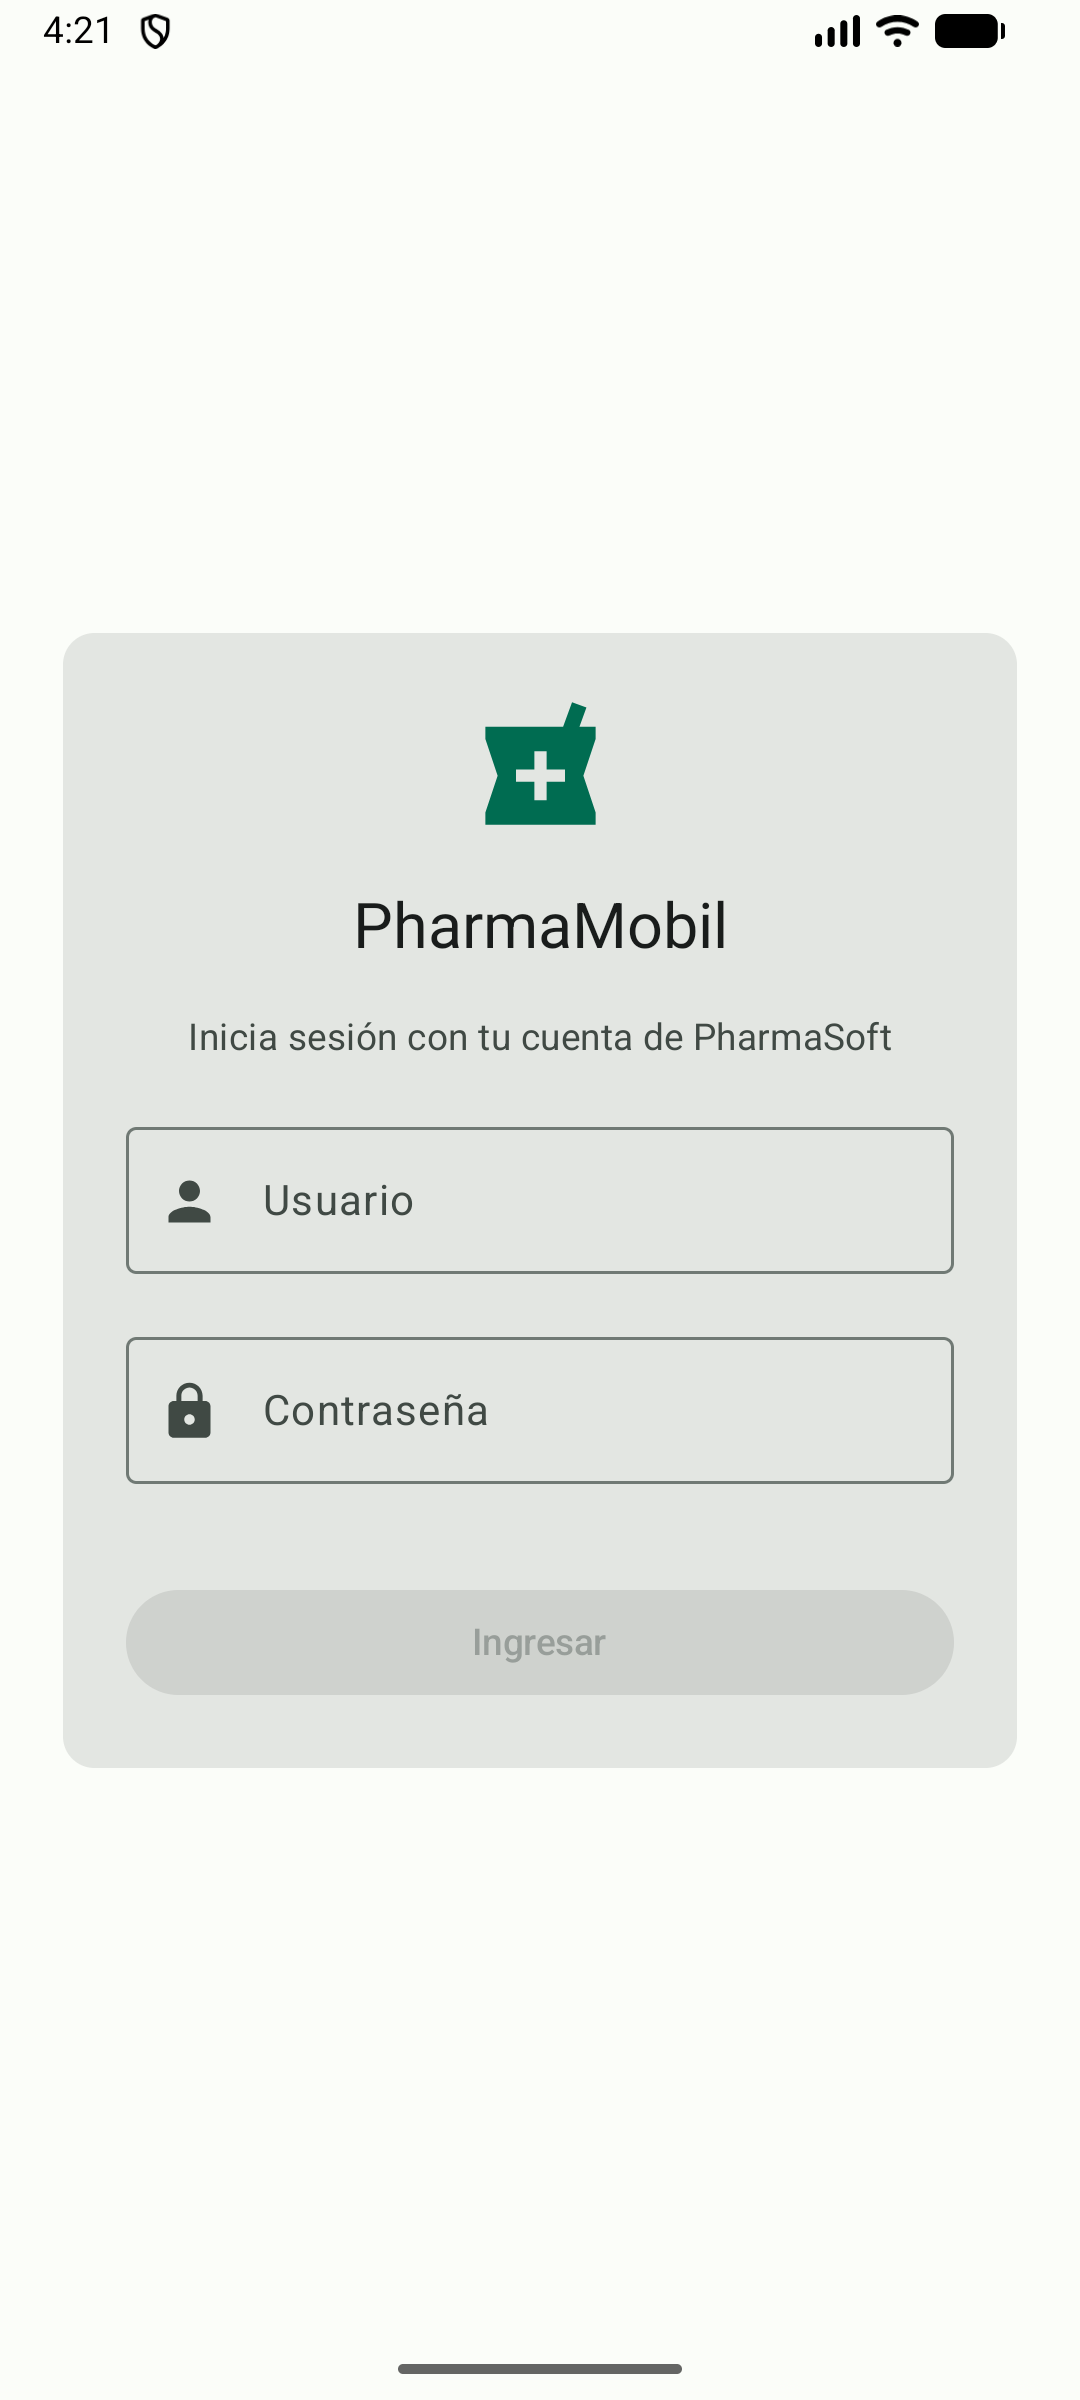 4:21
PharmaMobil
Inicia sesión con tu cuenta de PharmaSoft
Usuario
Contraseña
Ingresar